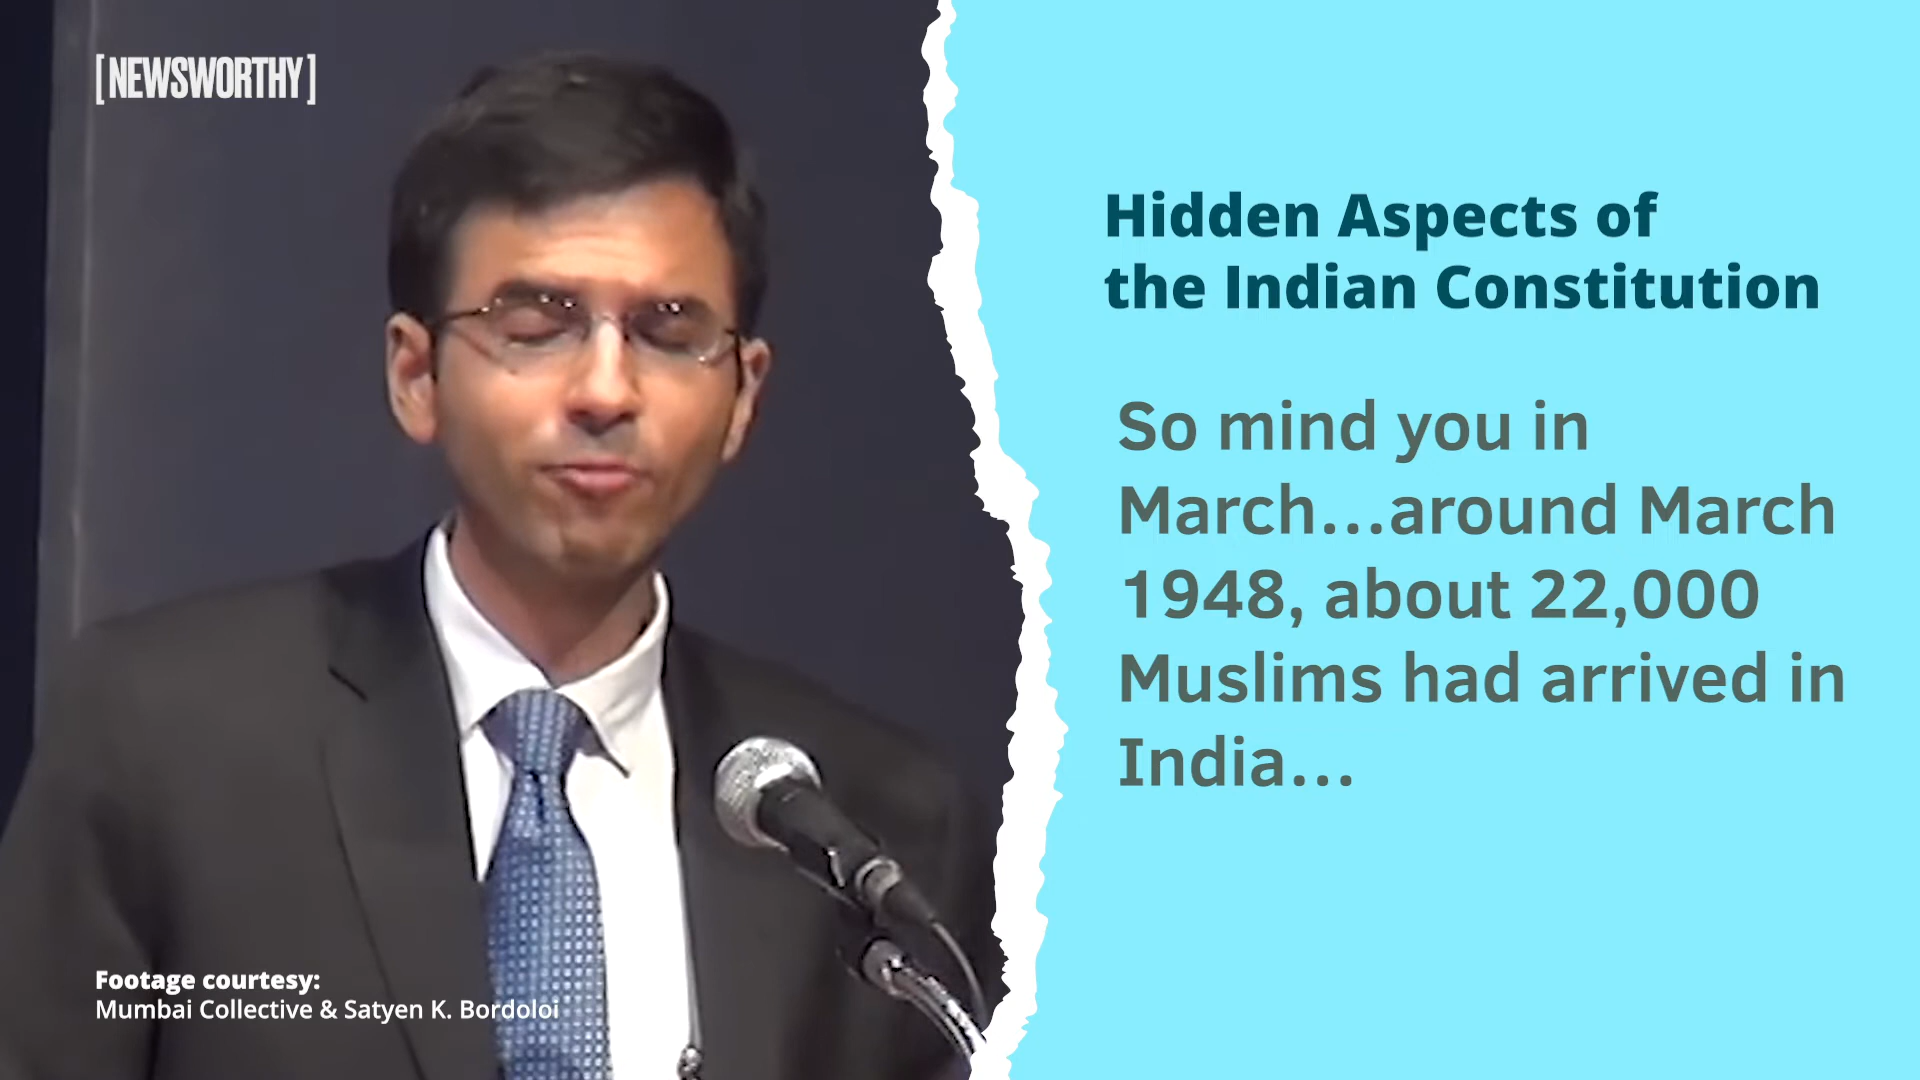 [NEWSWORTHY]
Hidden Aspects of
the Indian Constitution
So mind you in
March...around March
1948, about 22,000
Muslims had arrived in
India...
Footage courtesy:
Mumbai Collective & Satyen K. Bordoloi